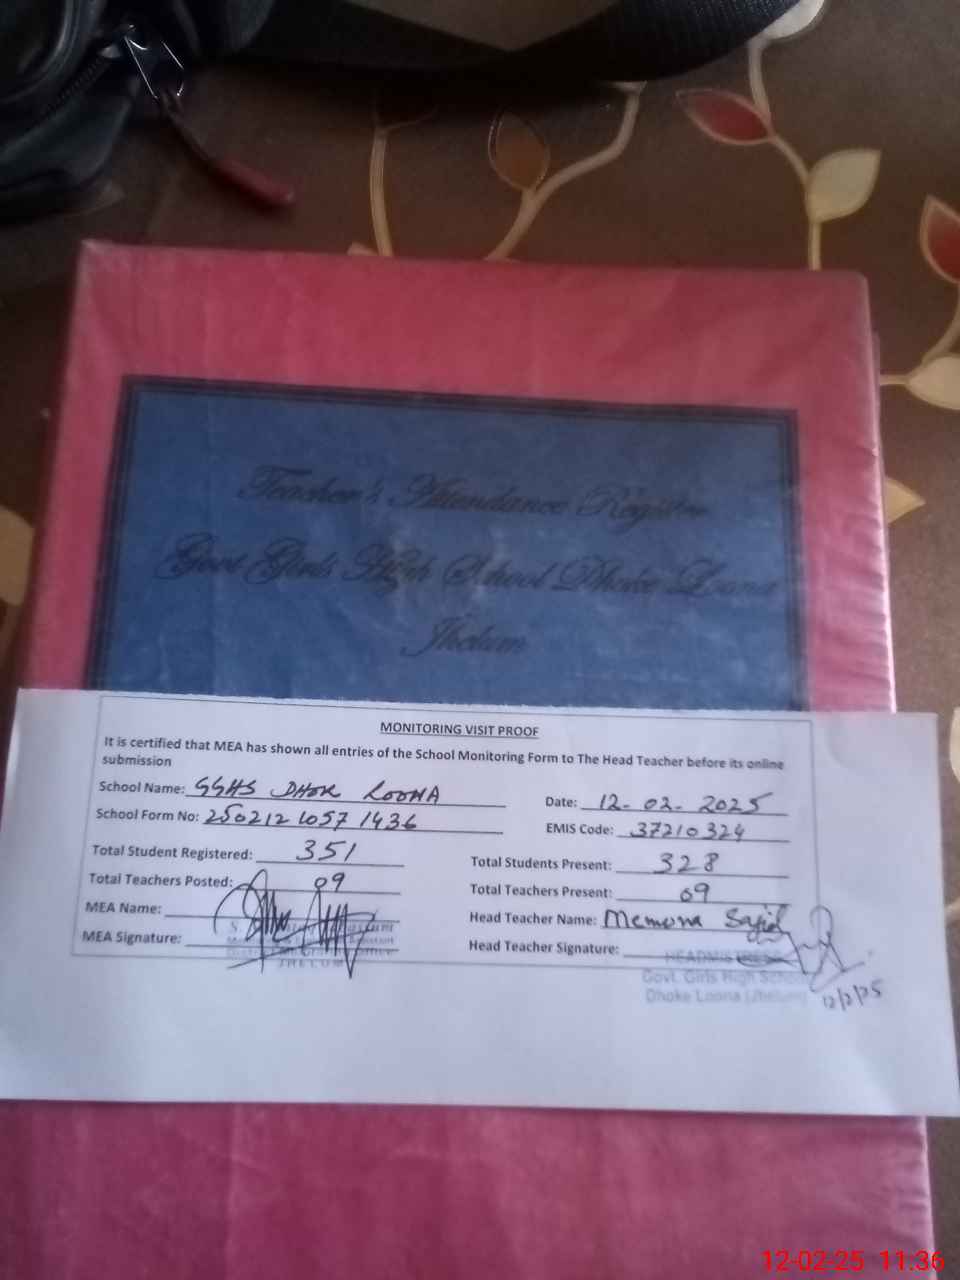 Teacher's Attendance Register
Govt Girls High School Dhoke Loona
Jhelum
MONITORING VISIT PROOF
It is certified that MEA has shown all entries of the School Monitoring Form to The Head Teacher before its online
submission
School Name: GGHS DHOK LOONA
Date: 12-02-2025
School Form No: 250212 1057 1436
EMIS Code: 37210324
Total Student Registered: 351
Total Students Present: 328
Total Teachers Posted: 09
Total Teachers Present: 09
MEA Name:
Head Teacher Name: Memona Sajid
MEA Signature:
JHELUM
Head Teacher Signature:
HEADMISTRESS
Govt. Girls High School
Dhoke Loona (Jhelum)
12/2/25
12-02-25 11:36